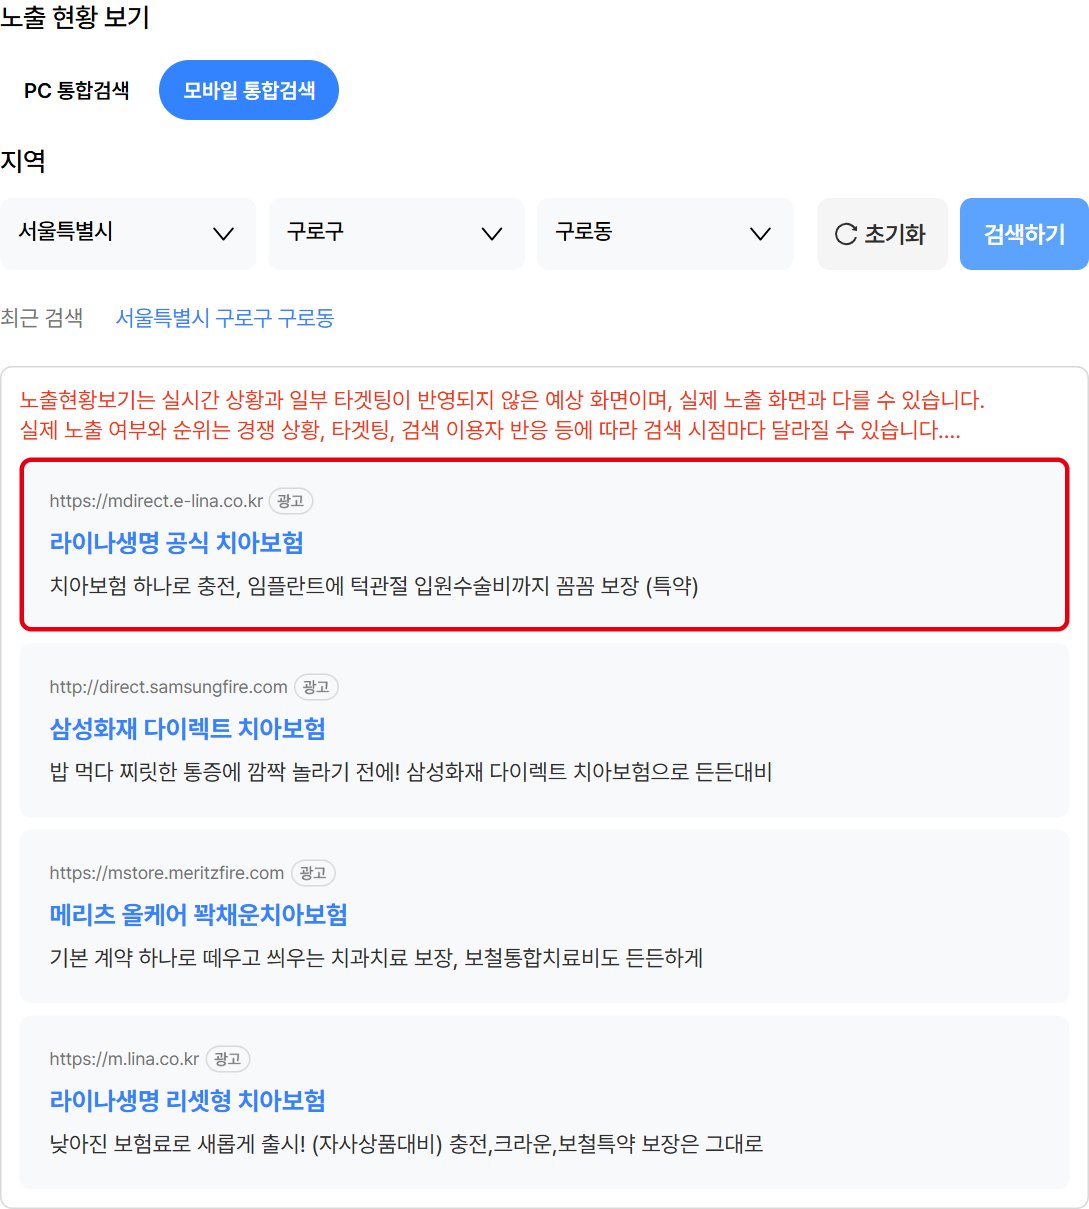 노출 현황 보기
PC 통합검색 모바일 통합검색
지역
서울특별시 구로구 구로동 초기화 검색하기
최근 검색 서울특별시 구로구 구로동
노출현황보기는 실시간 상황과 일부 타겟팅이 반영되지 않은 예상 화면이며, 실제 노출 화면과 다를 수 있습니다.
실제 노출 여부와 순위는 경쟁 상황, 타겟팅, 검색 이용자 반응 등에 따라 검색 시점마다 달라질 수 있습니다....
https://mdirect.e-lina.co.kr 광고
라이나생명 공식 치아보험
치아보험 하나로 충전, 임플란트에 턱관절 입원수술비까지 꼼꼼 보장 (특약)
http://direct.samsungfire.com 광고
삼성화재 다이렉트 치아보험
밥 먹다 찌릿한 통증에 깜짝 놀라기 전에! 삼성화재 다이렉트 치아보험으로 든든대비
https://mstore.meritzfire.com 광고
메리츠 올케어 꽉채운치아보험
기본 계약 하나로 떼우고 씌우는 치과치료 보장, 보철통합치료비도 든든하게
https://m.lina.co.kr 광고
라이나생명 리셋형 치아보험
낮아진 보험료로 새롭게 출시! (자사상품대비) 충전,크라운,보철특약 보장은 그대로